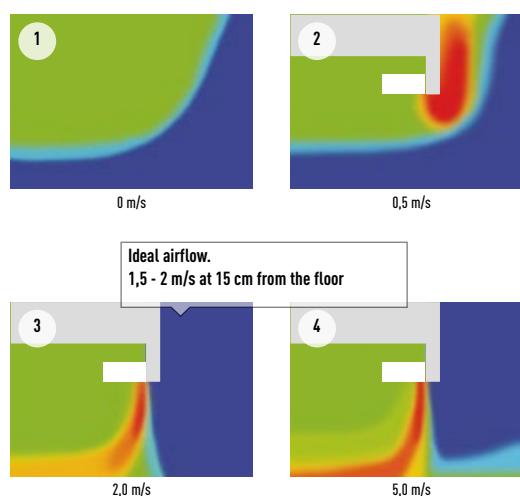 1
2
0 m/s
0,5 m/s
Ideal airflow.
1,5 - 2 m/s at 15 cm from the floor
3
4
2,0 m/s
5,0 m/s